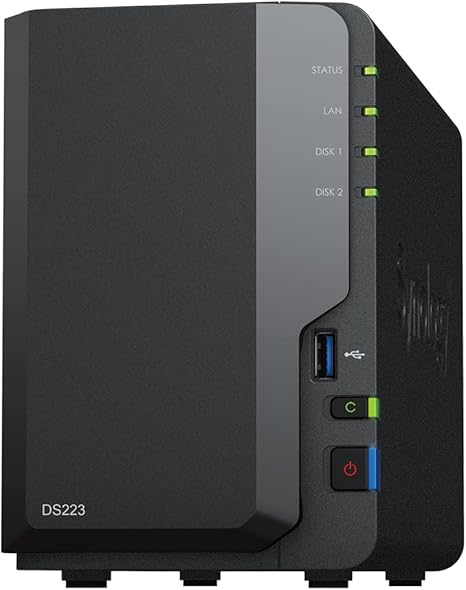 STATUS
LAN
DISK 1
DISK 2
C
DS223